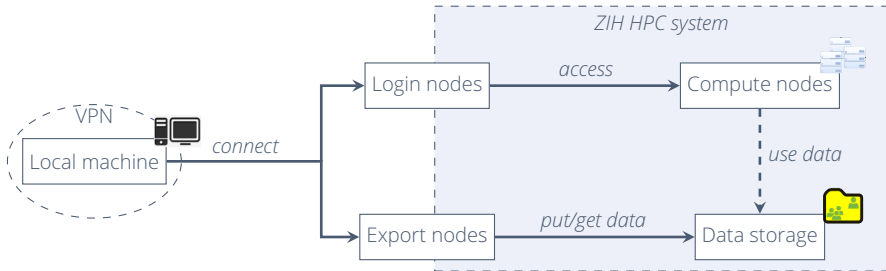 ZIH HPC system
Login nodes
access
Compute nodes
VPN
Local machine
connect
use data
Export nodes
put/get data
Data storage